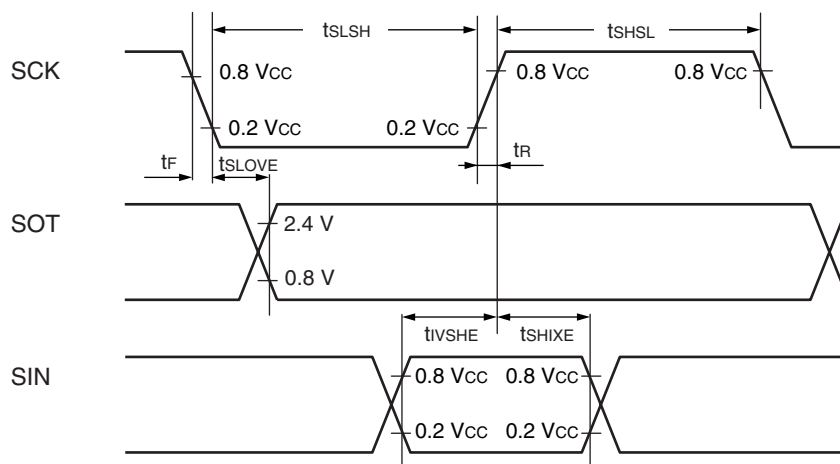 tSLSH tSHSL
SCK 0.8 VCC 0.8 VCC 0.8 VCC
0.2 VCC 0.2 VCC
tF tSLOVE tR
SOT 2.4 V
0.8 V
tIVSHE tSHIXE
SIN 0.8 VCC 0.8 VCC
0.2 VCC 0.2 VCC